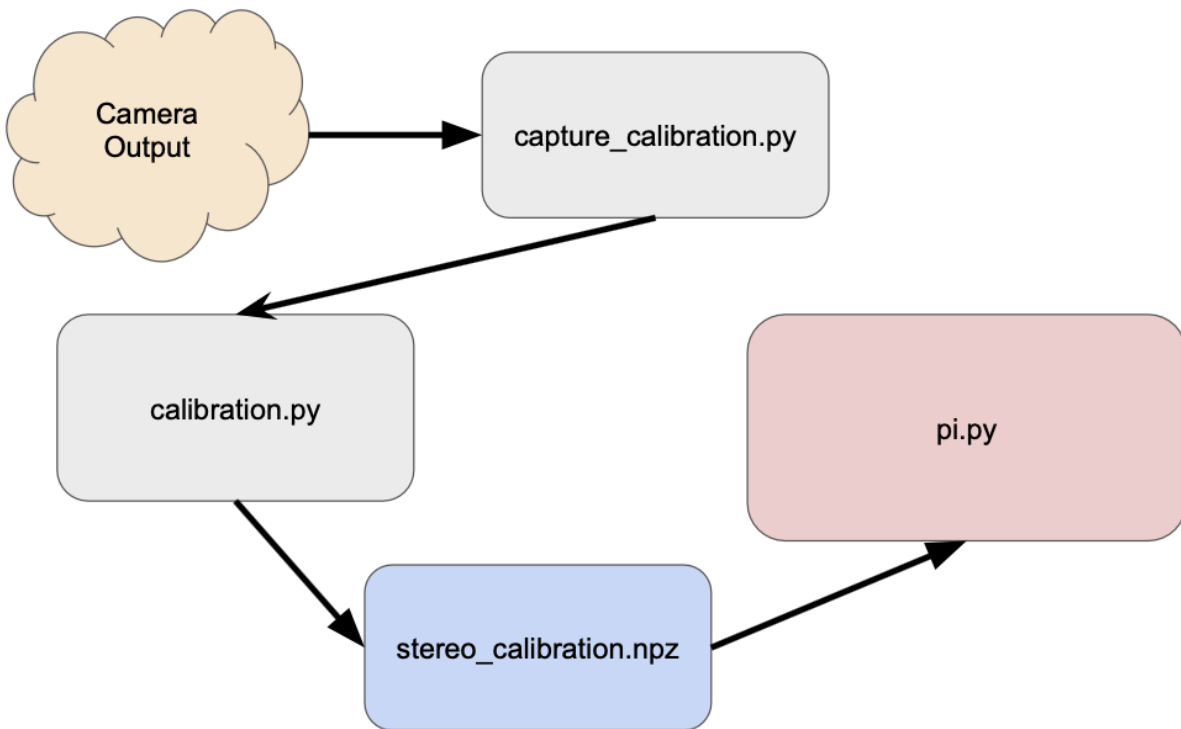 Camera
Output
capture_calibration.py
calibration.py
pi.py
stereo_calibration.npz